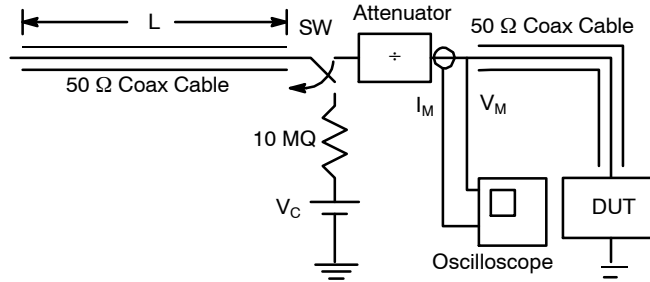 L
SW
Attenuator
50 Ω Coax Cable
÷
50 Ω Coax Cable
I_M
V_M
10 MΩ
V_C
DUT
Oscilloscope